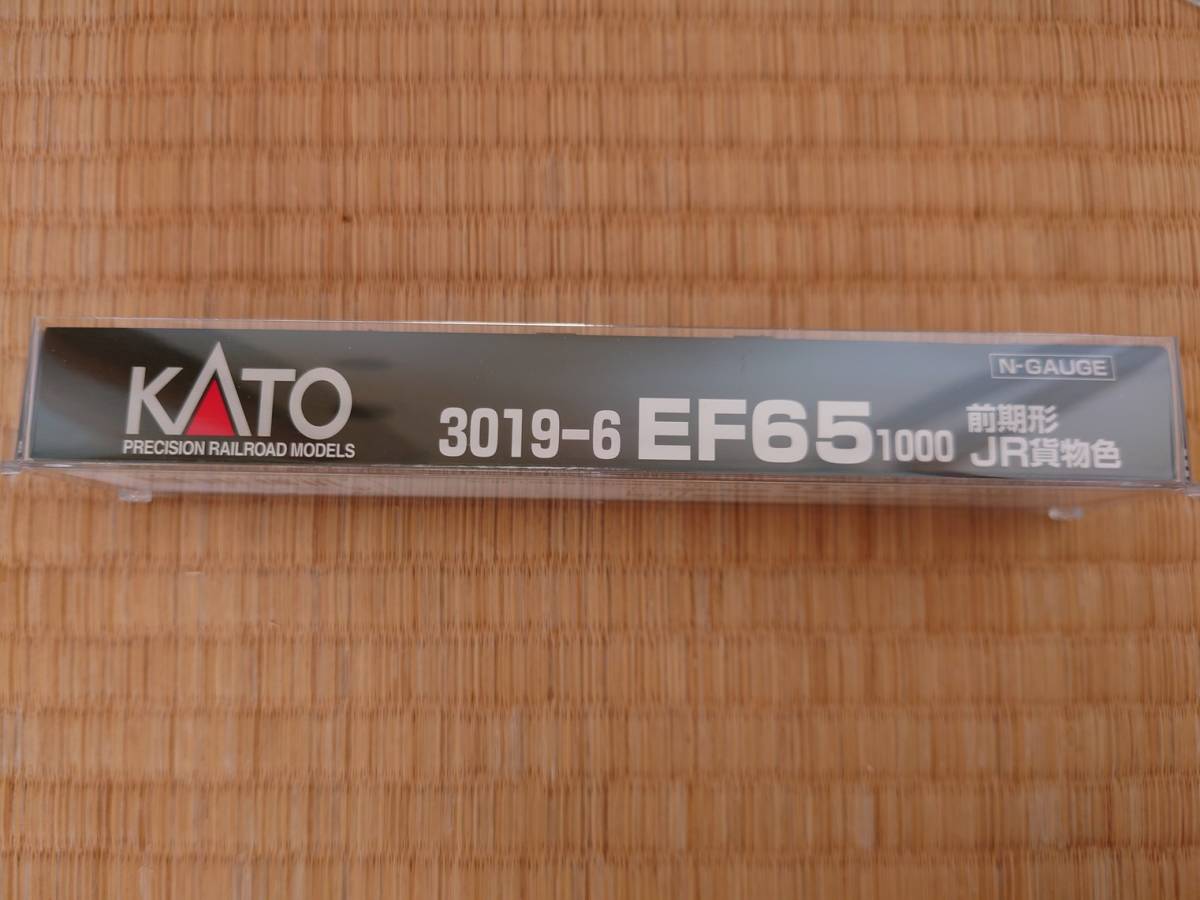 KATO
PRECISION RAILROAD MODELS
3019-6 EF65 1000
前期形
JR貨物色
N-GAUGE